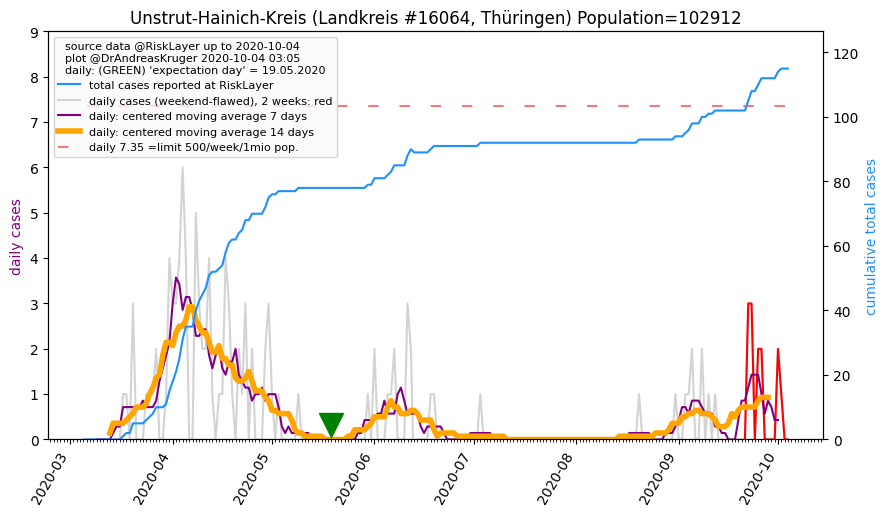 Unstrut-Hainich-Kreis (Landkreis #16064, Thüringen) Population=102912
source data @RiskLayer up to 2020-10-04
plot @DrAndreasKruger 2020-10-04 03:05
daily: (GREEN) 'expectation day' = 19.05.2020
total cases reported at RiskLayer
daily cases (weekend-flawed), 2 weeks: red
daily: centered moving average 7 days
daily: centered moving average 14 days
daily 7.35 =limit 500/week/1mio pop.
daily cases
9
8
7
6
5
4
3
2
1
0
cumulative total cases
120
100
80
60
40
20
0
2020-03
2020-04
2020-05
2020-06
2020-07
2020-08
2020-09
2020-10